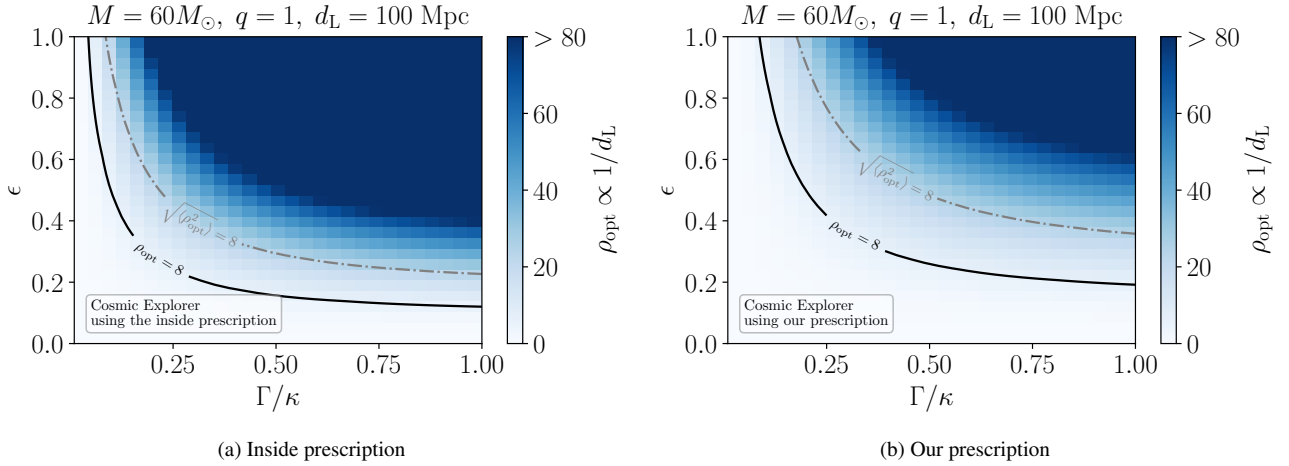 M = 60M⊙, q = 1, d_L = 100 Mpc
1.0
0.8
0.6
0.4
0.2
0.0
ϵ
√⟨ρ²_opt⟩ = 8
ρ_opt = 8
Cosmic Explorer
using the inside prescription
0.25 0.50 0.75 1.00
Γ/κ
> 80
60
40
20
0
ρ_opt ∝ 1/d_L
(a) Inside prescription
M = 60M⊙, q = 1, d_L = 100 Mpc
1.0
0.8
0.6
0.4
0.2
0.0
ϵ
√⟨ρ²_opt⟩ = 8
ρ_opt = 8
Cosmic Explorer
using our prescription
0.25 0.50 0.75 1.00
Γ/κ
> 80
60
40
20
0
ρ_opt ∝ 1/d_L
(b) Our prescription